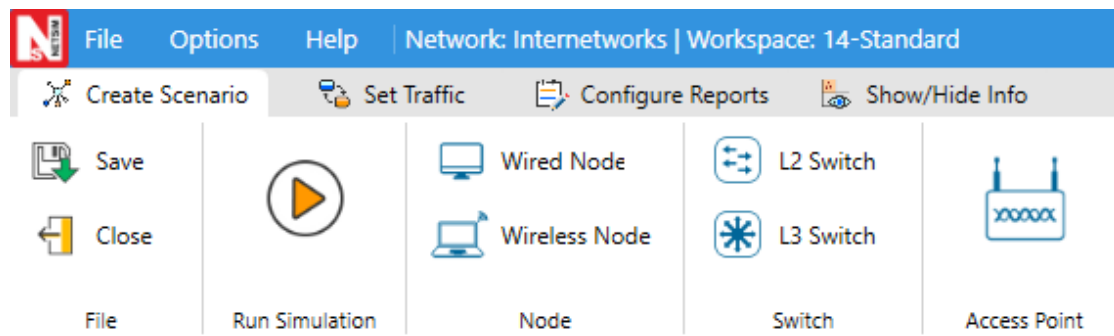 NETSIM File Options Help Network: Internetworks | Workspace: 14-Standard
Create Scenario Set Traffic Configure Reports Show/Hide Info
Save Wired Node L2 Switch
Close Wireless Node L3 Switch
File Run Simulation Node Switch Access Point